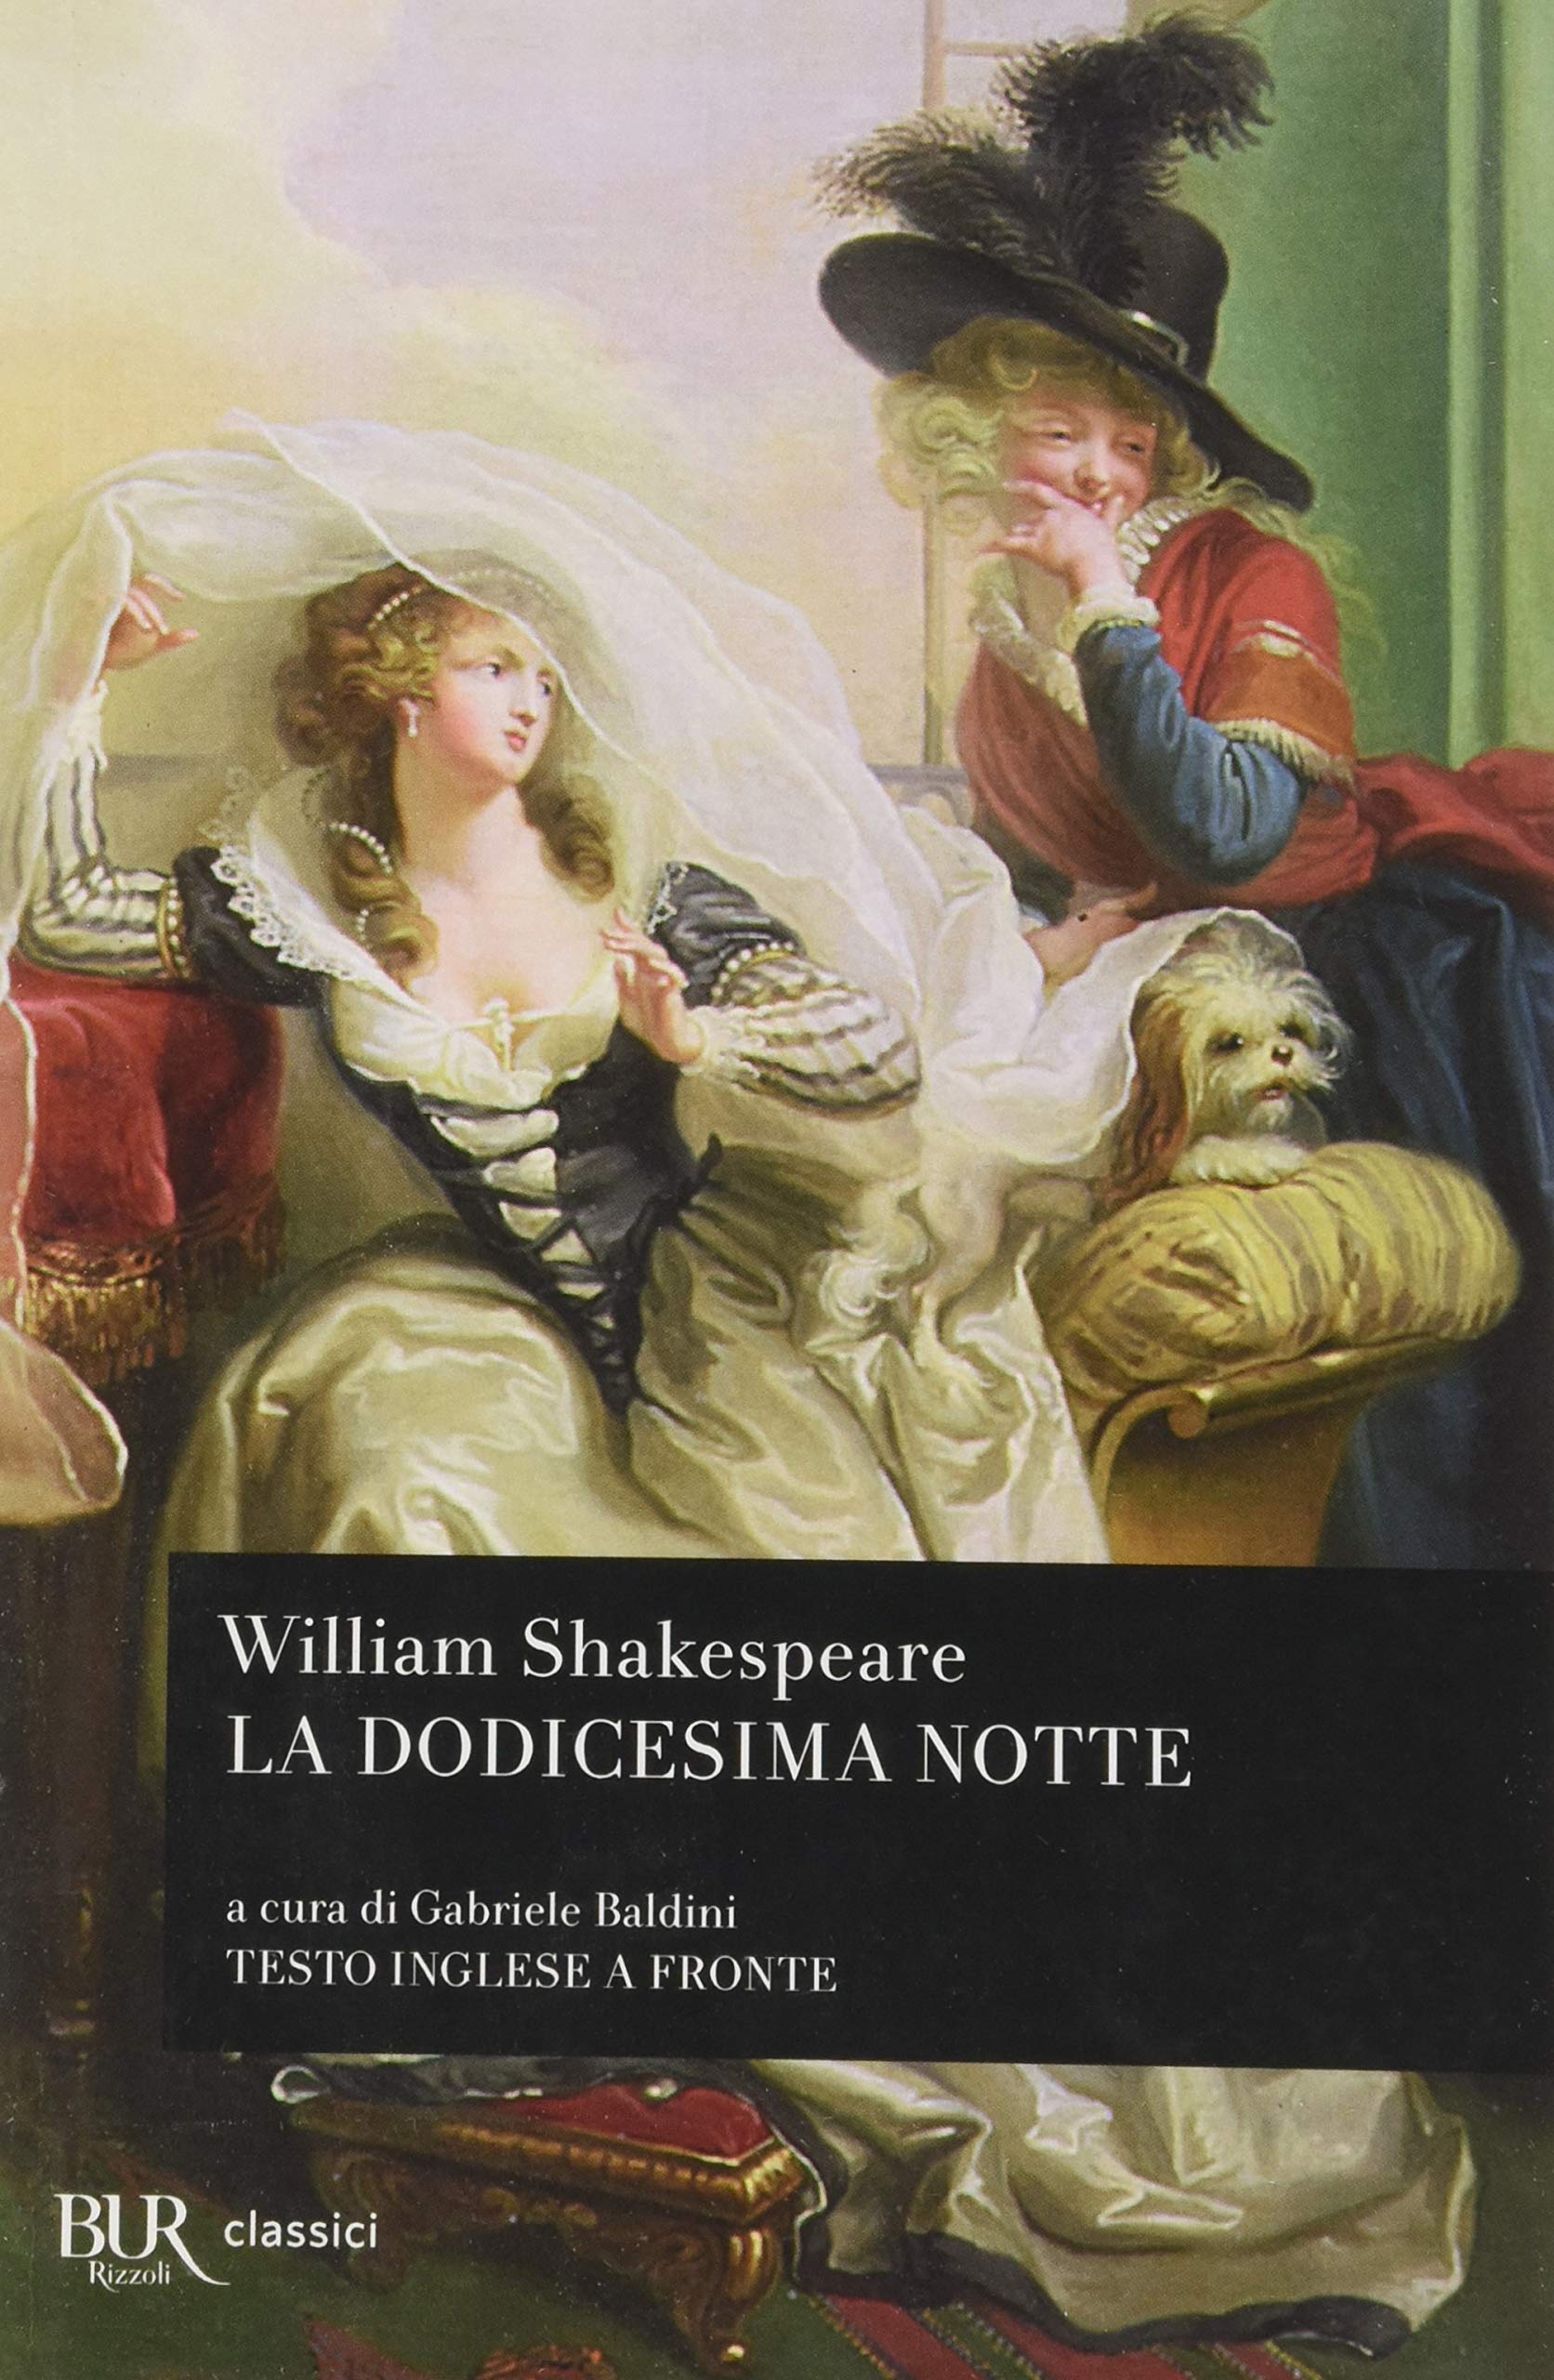 William Shakespeare
LA DODICESIMA NOTTE
a cura di Gabriele Baldini
TESTO INGLESE A FRONTE
BUR classici
Rizzoli